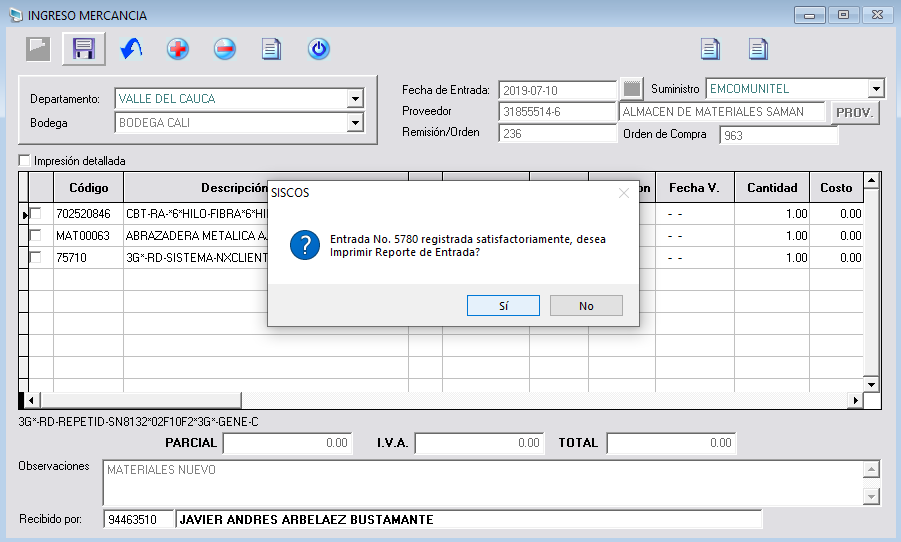 INGRESO MERCANCIA
Departamento: VALLE DEL CAUCA
Bodega BODEGA CALI
Fecha de Entrada: 2019-07-10 Suministro EMCOMUNITEL
Proveedor 31855514-6 ALMACEN DE MATERIALES SAMAN PROV.
Remisión/Orden 236 Orden de Compra 963
Impresión detallada
Código Descripción Fecha V. Cantidad Costo
702520846 CBT-RA-*6*HILO-FIBRA*6*HI - - 1.00 0.00
MAT00063 ABRAZADERA METALICA A - - 1.00 0.00
75710 3G*-RD-SISTEMA-NXCLIENT - - 1.00 0.00
SISCOS
Entrada No. 5780 registrada satisfactoriamente, desea
Imprimir Reporte de Entrada?
Sí No
3G*-RD-REPETID-SN8132*02F10F2*3G*-GENE-C
PARCIAL 0.00 I.V.A. 0.00 TOTAL 0.00
Observaciones MATERIALES NUEVO
Recibido por: 94463510 JAVIER ANDRES ARBELAEZ BUSTAMANTE